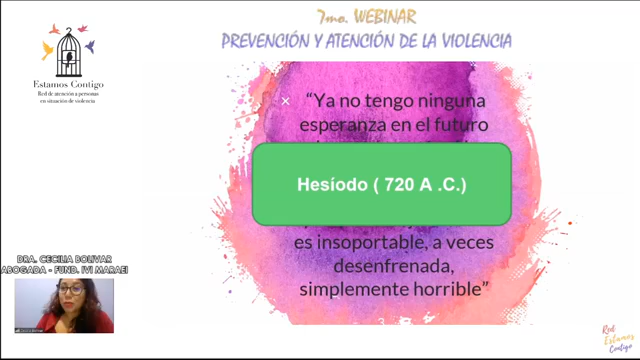 7mo. WEBINAR
PREVENCIÓN Y ATENCIÓN DE LA VIOLENCIA
Estamos Contigo
Red de atención a personas
en situación de violencia
× “Ya no tengo ninguna
esperanza en el futuro
Hesíodo ( 720 A .C.)
es insoportable, a veces
desenfrenada,
simplemente horrible”
DRA. CECILIA BOLIVAR
ABOGADA - FUND. IVI MARAEI
Red
Estamos
Contigo